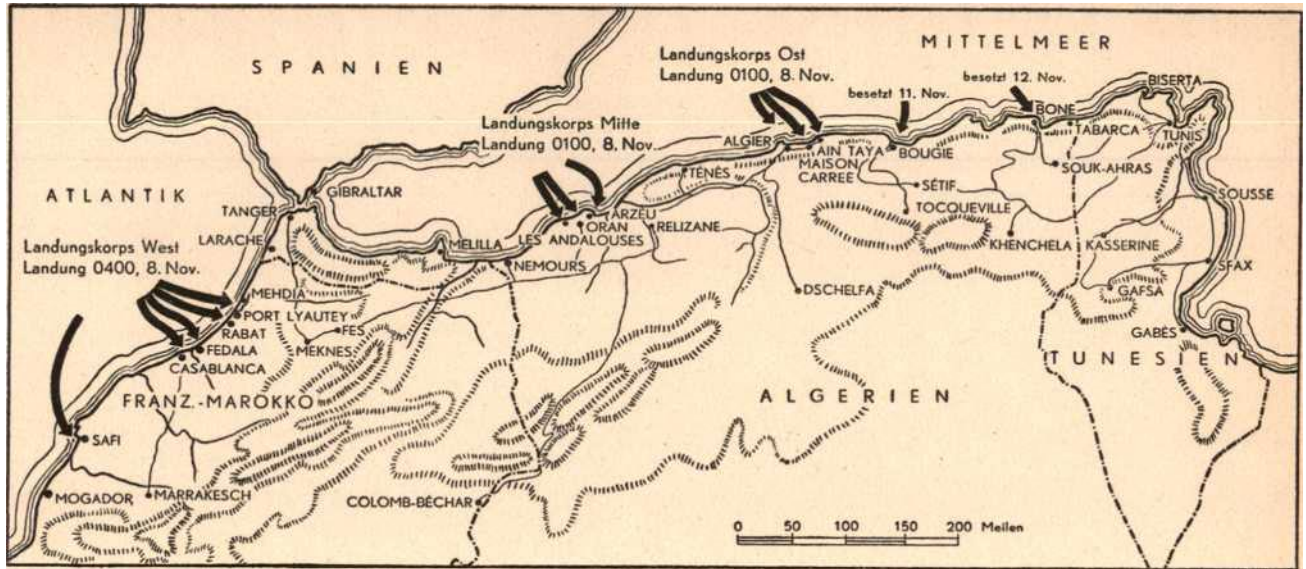 SPANIEN
MITTELMEER
Landungskorps Ost
Landung 0100, 8. Nov.
besetzt 11. Nov.
besetzt 12. Nov.
BISERTA
BONE
TABARCA
TUNIS
Landungskorps Mitte
Landung 0100, 8. Nov.
ALGIER
AIN TAYA
MAISON
CARREE
BOUGIE
SOUK-AHRAS
TÉNÈS
SÉTIF
TOCQUEVILLE
SOUSSE
ATLANTIK
GIBRALTAR
TANGER
LARACHE
ARZEU
ORAN
LES ANDALOUSES
RELIZANE
MELILLA
NEMOURS
KHENCHELA
KASSERINE
SFAX
GAFSA
GABÈS
Landungskorps West
Landung 0400, 8. Nov.
DSCHELFA
MEHDIA
PORT LYAUTEY
RABAT
FES
MEKNES
FEDALA
CASABLANCA
TUNESIEN
ALGERIEN
FRANZ.-MAROKKO
SAFI
MOGADOR
MARRAKESCH
COLOMB-BÉCHAR
0 50 100 150 200 Meilen